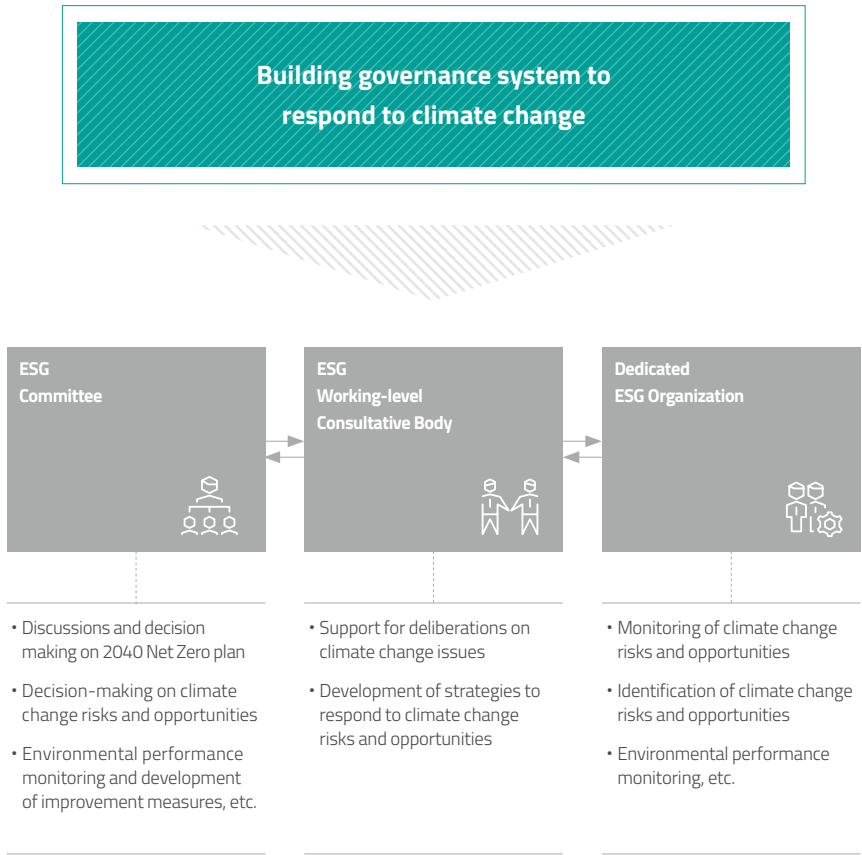 Building governance system to
respond to climate change
ESG
Committee
ESG
Working-level
Consultative Body
Dedicated
ESG Organization
• Discussions and decision
making on 2040 Net Zero plan
• Decision-making on climate
change risks and opportunities
• Environmental performance
monitoring and development
of improvement measures, etc.
• Support for deliberations on
climate change issues
• Development of strategies to
respond to climate change
risks and opportunities
• Monitoring of climate change
risks and opportunities
• Identification of climate change
risks and opportunities
• Environmental performance
monitoring, etc.